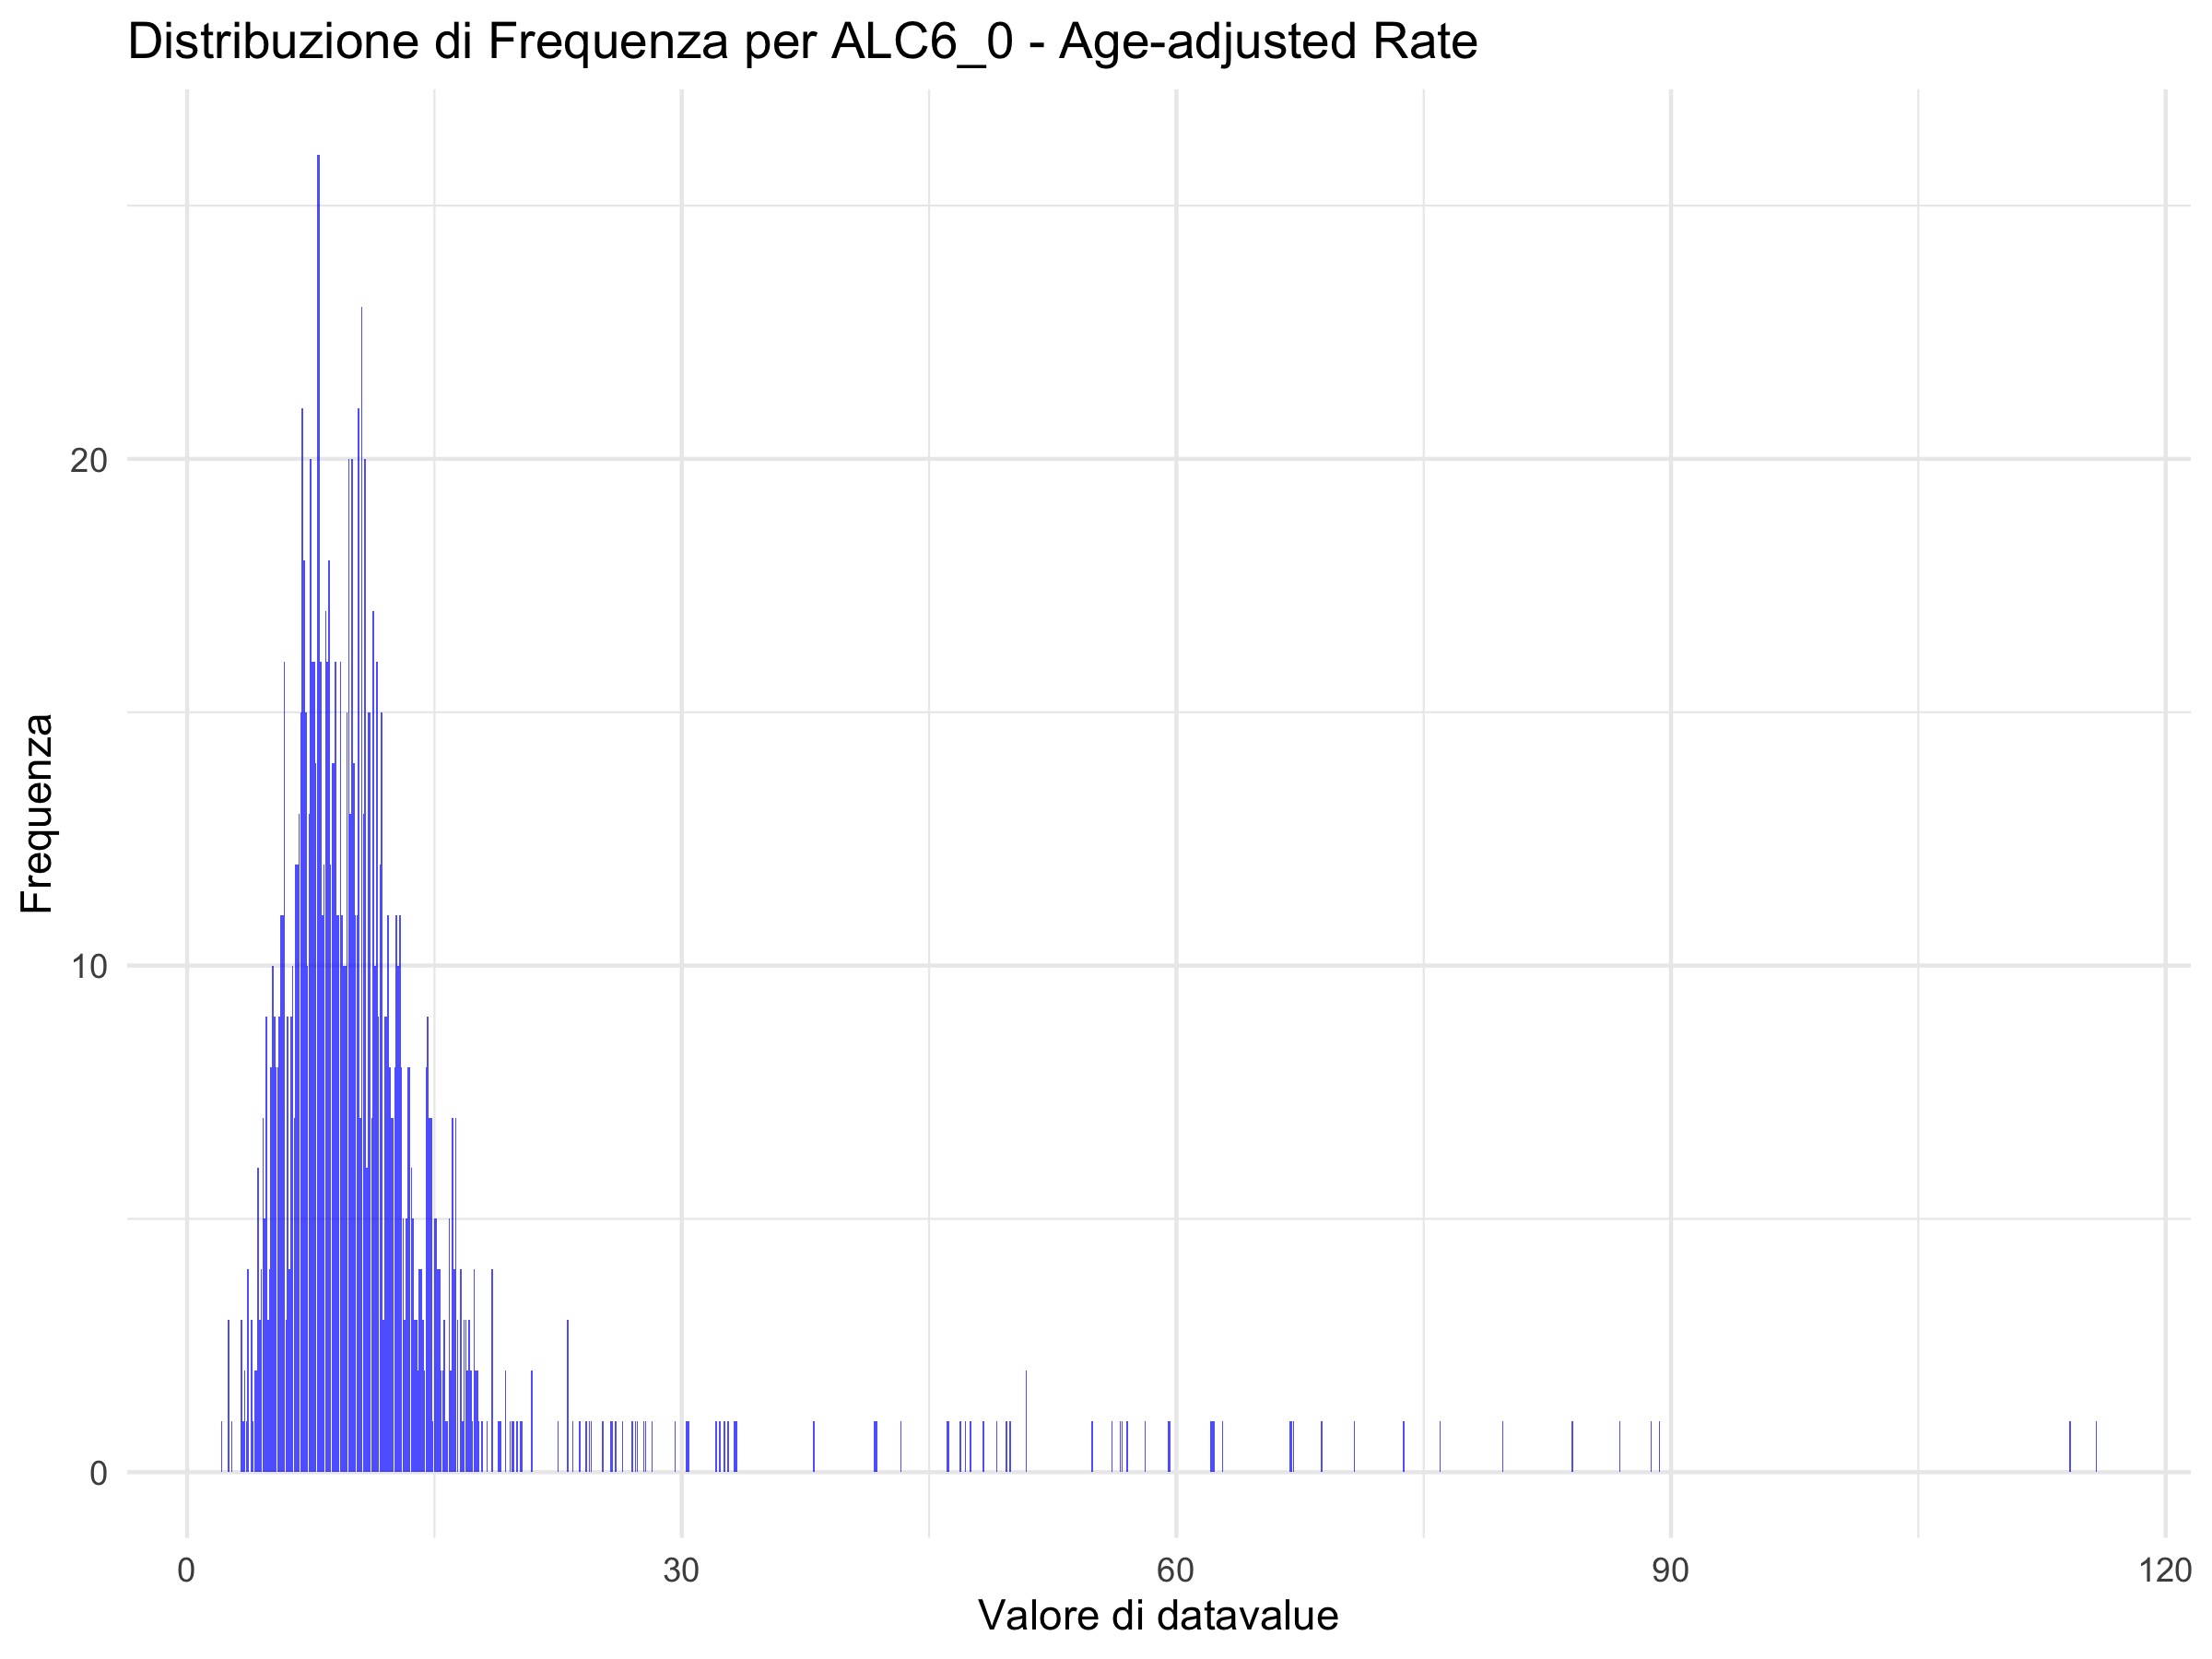 Distribuzione di Frequenza per ALC6_0 - Age-adjusted Rate
Frequenza
20
10
0
0 30 60 90 120
Valore di datavalue